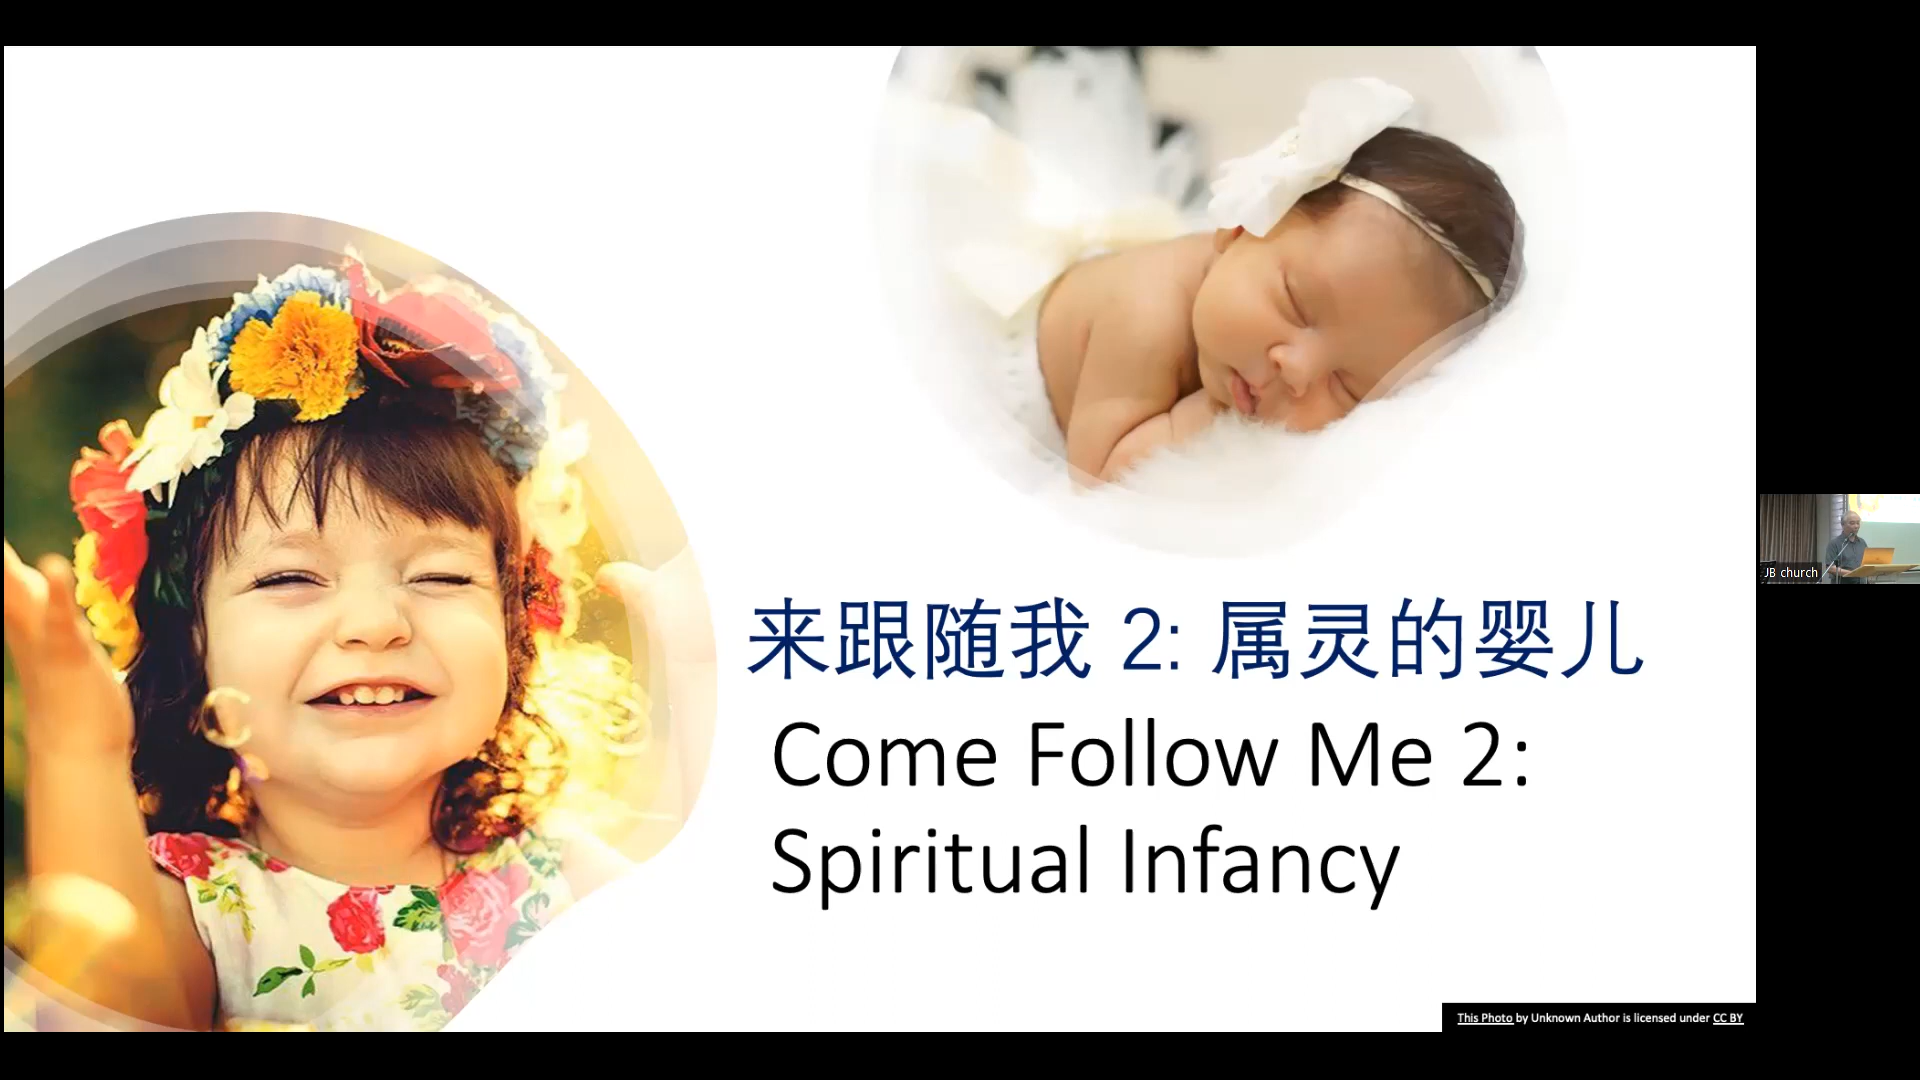 来跟随我 2: 属灵的婴儿
Come Follow Me 2:
Spiritual Infancy
JB church
This Photo by Unknown Author is licensed under CC BY